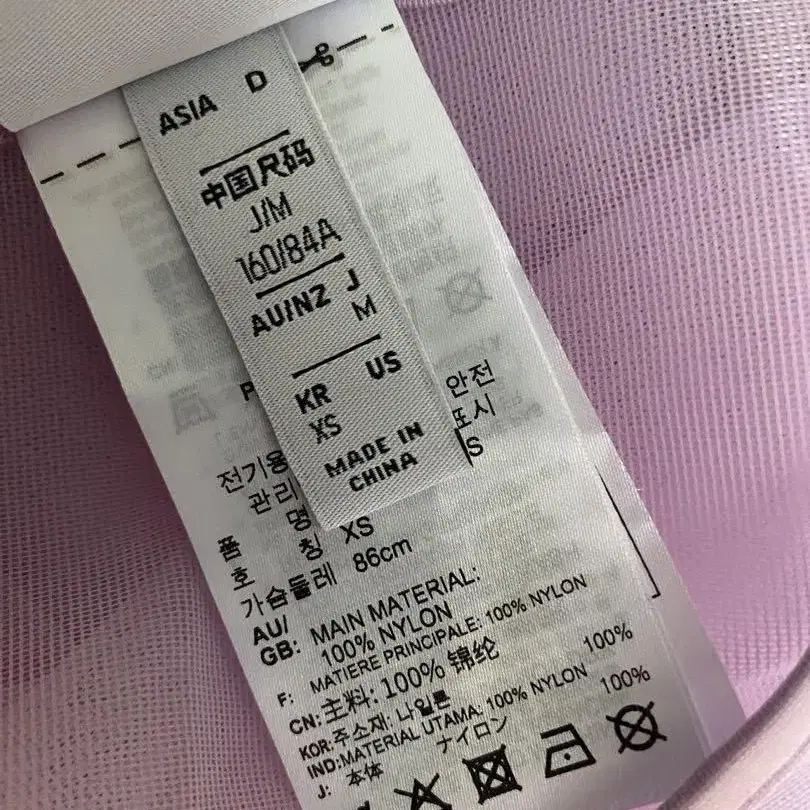 ASIA D
中国尺码
J/M
160/84A
AU/NZ J
M
KR US
XS
MADE IN
CHINA
안전
표시
전기용
관리
품 명
호 칭 XS
가슴둘레 86cm
AU/
GB: MAIN MATERIAL:
100% NYLON
F: MATIERE PRINCIPALE: 100% NYLON
CN: 主料: 100% 锦纶
KOR: 주소재: 나일론 100%
IND: MATERIAL UTAMA: 100% NYLON
J: 本体 ナイロン 100%